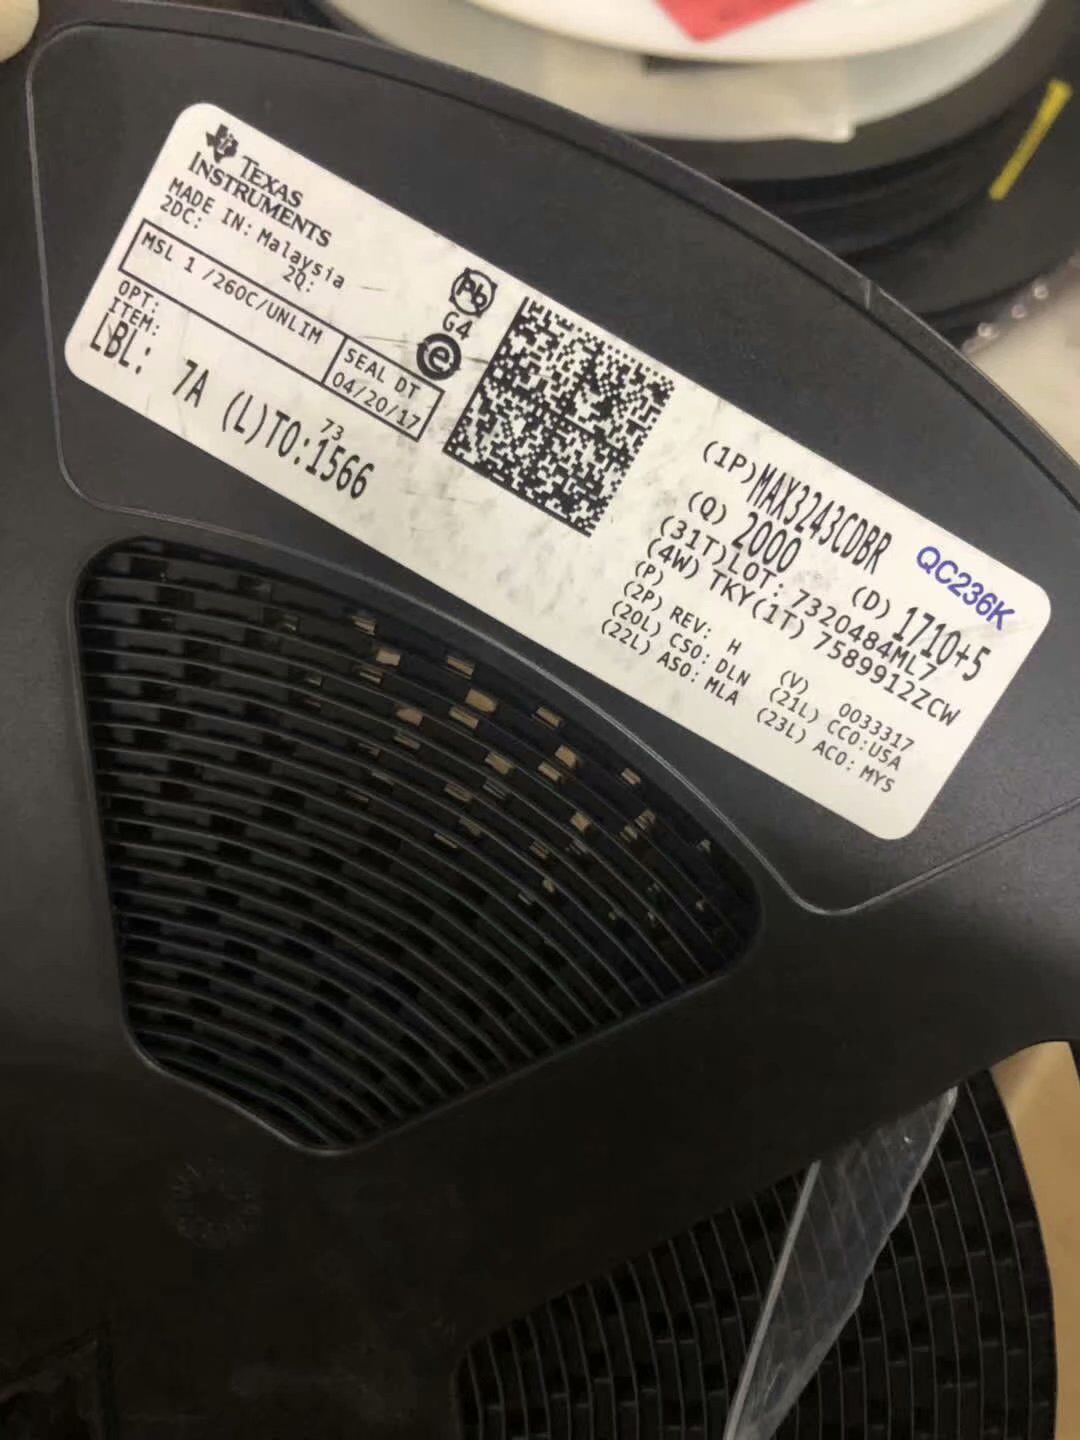 TEXAS
INSTRUMENTS
MADE IN: Malaysia
2DC: 2Q:
MSL 1 /260C/UNLIM
SEAL DT
04/20/17
OPT:
ITEM:
LBL: 7A (L)TO:1566
73
Pb
G4
e
(1P)MAX3243CDBR
QC236K
(Q) 2000 (D) 1710+5
(31T)LOT: 7320484ML7
(4W) TKY(1T) 7589912ZCW
(P)
(2P) REV: H (V) 0033317
(20L) CSO: DLN (21L) CCO:USA
(22L) ASO: MLA (23L) ACO: MYS